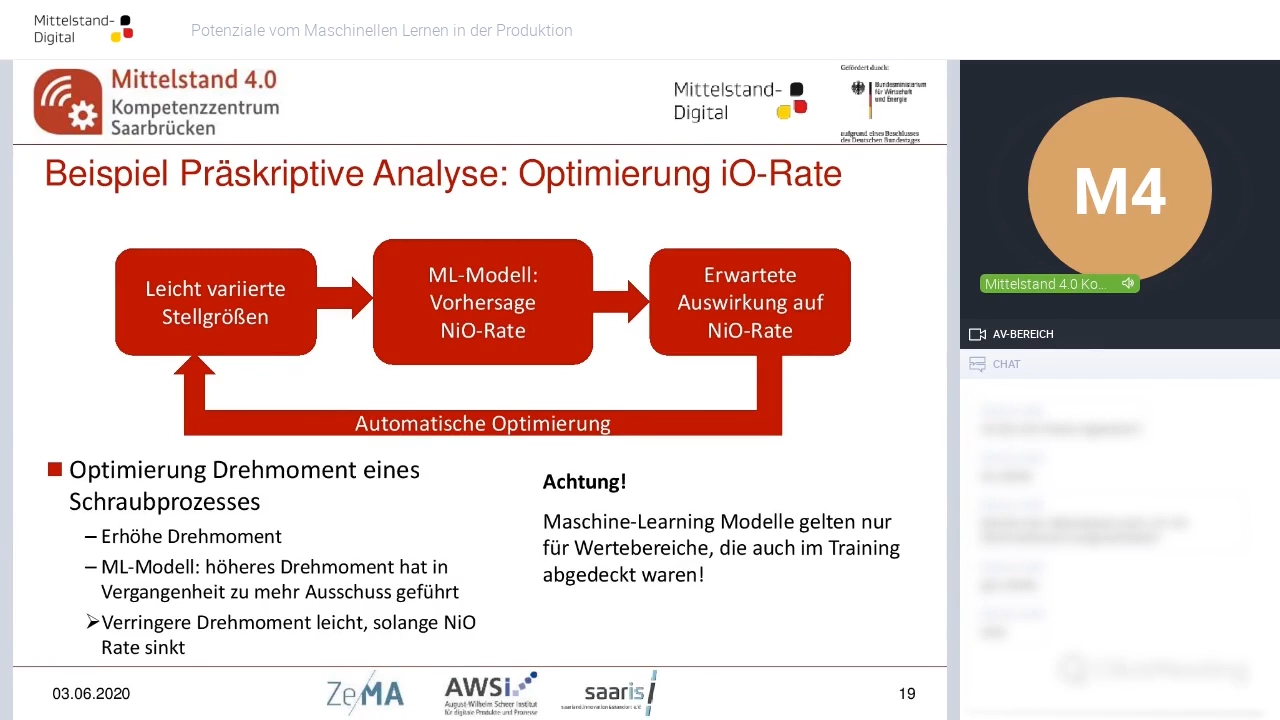 Mittelstand-
Digital
Potenziale vom Maschinellen Lernen in der Produktion
Mittelstand 4.0
Kompetenzzentrum
Saarbrücken
Mittelstand-
Digital
Gefördert durch:
Bundesministerium
für Wirtschaft
und Energie
aufgrund eines Beschlusses
des Deutschen Bundestages
Beispiel Präskriptive Analyse: Optimierung iO-Rate
Leicht variierte
Stellgrößen
ML-Modell:
Vorhersage
NiO-Rate
Erwartete
Auswirkung auf
NiO-Rate
Automatische Optimierung
Optimierung Drehmoment eines
Schraubprozesses
– Erhöhe Drehmoment
– ML-Modell: höheres Drehmoment hat in
Vergangenheit zu mehr Ausschuss geführt
➢Verringere Drehmoment leicht, solange NiO
Rate sinkt
Achtung!
Maschine-Learning Modelle gelten nur
für Wertebereiche, die auch im Training
abgedeckt waren!
03.06.2020
ZeMA
AWSi
August-Wilhelm Scheer Institut
für digitale Produkte und Prozesse
saaris
19
M4
Mittelstand 4.0 Ko...
AV-BEREICH
CHAT